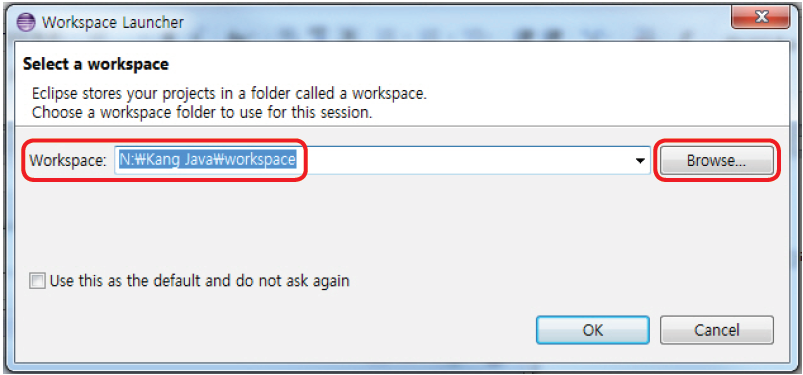 Workspace Launcher
Select a workspace
Eclipse stores your projects in a folder called a workspace.
Choose a workspace folder to use for this session.
Workspace: N:₩Kang Java₩workspace Browse...
Use this as the default and do not ask again
OK Cancel